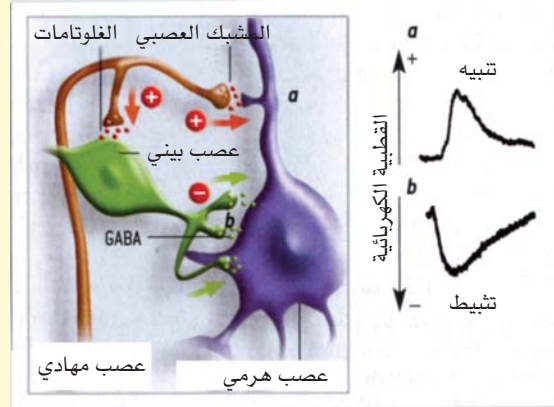 الغلوتامات
المشبك العصبي
a
a
+
تنبيه
+
+
عصب بيني
القطبية الكهربائية
−
b
b
GABA
تثبيط
−
عصب مهادي
عصب هرمي